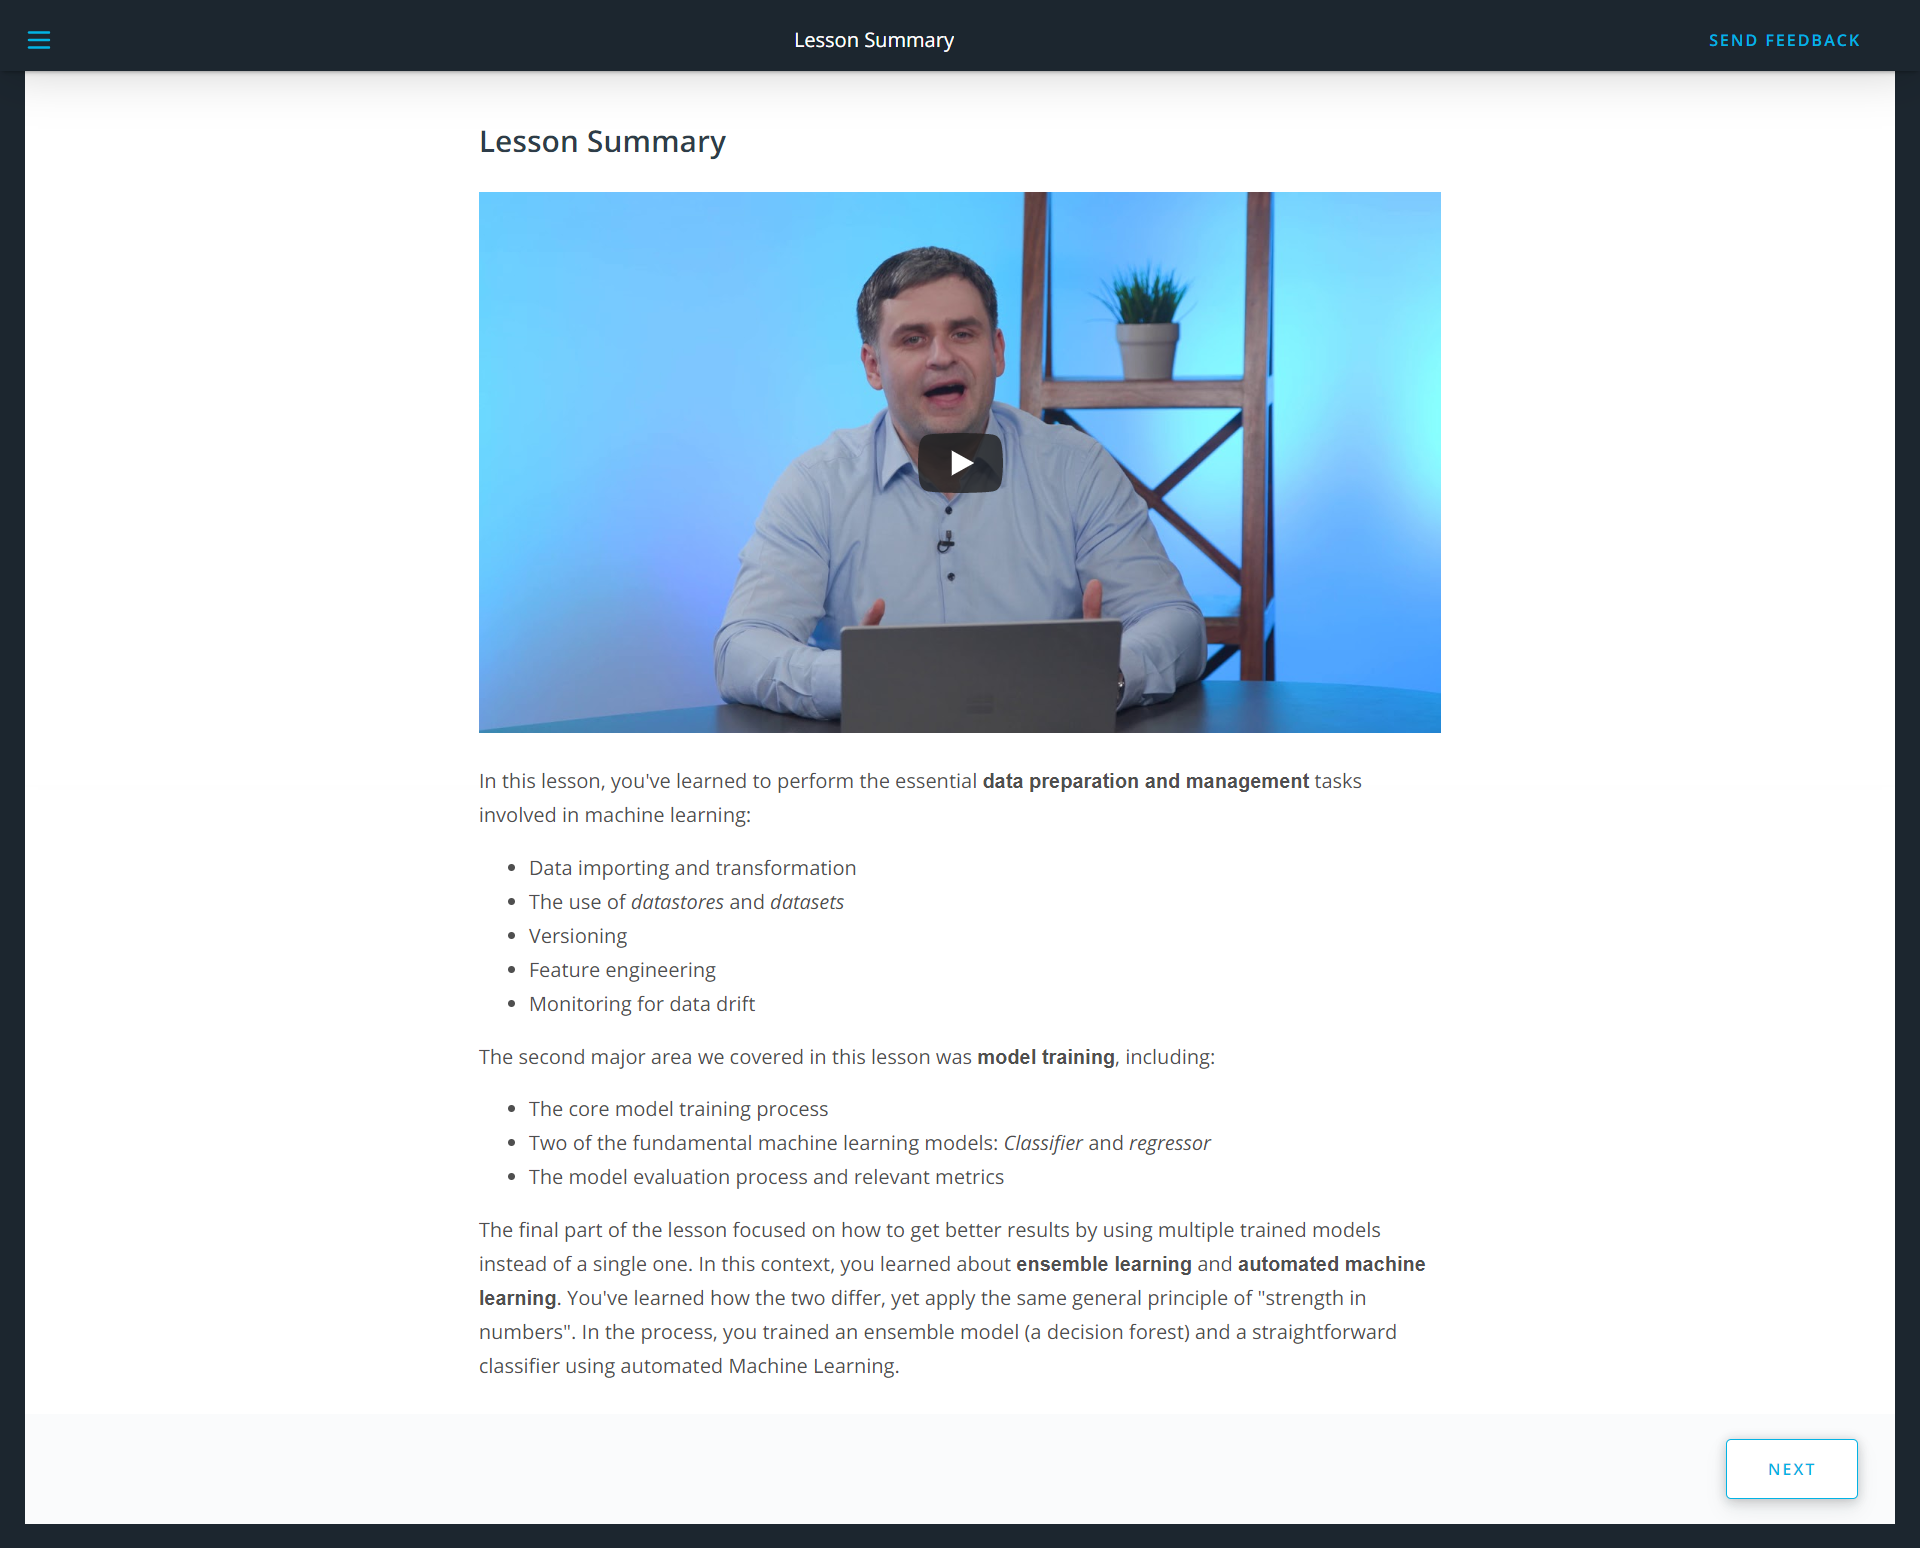 Lesson Summary
SEND FEEDBACK
Lesson Summary
In this lesson, you've learned to perform the essential data preparation and management tasks
involved in machine learning:
• Data importing and transformation
• The use of datastores and datasets
• Versioning
• Feature engineering
• Monitoring for data drift
The second major area we covered in this lesson was model training, including:
• The core model training process
• Two of the fundamental machine learning models: Classifier and regressor
• The model evaluation process and relevant metrics
The final part of the lesson focused on how to get better results by using multiple trained models
instead of a single one. In this context, you learned about ensemble learning and automated machine
learning. You've learned how the two differ, yet apply the same general principle of "strength in
numbers". In the process, you trained an ensemble model (a decision forest) and a straightforward
classifier using automated Machine Learning.
NEXT